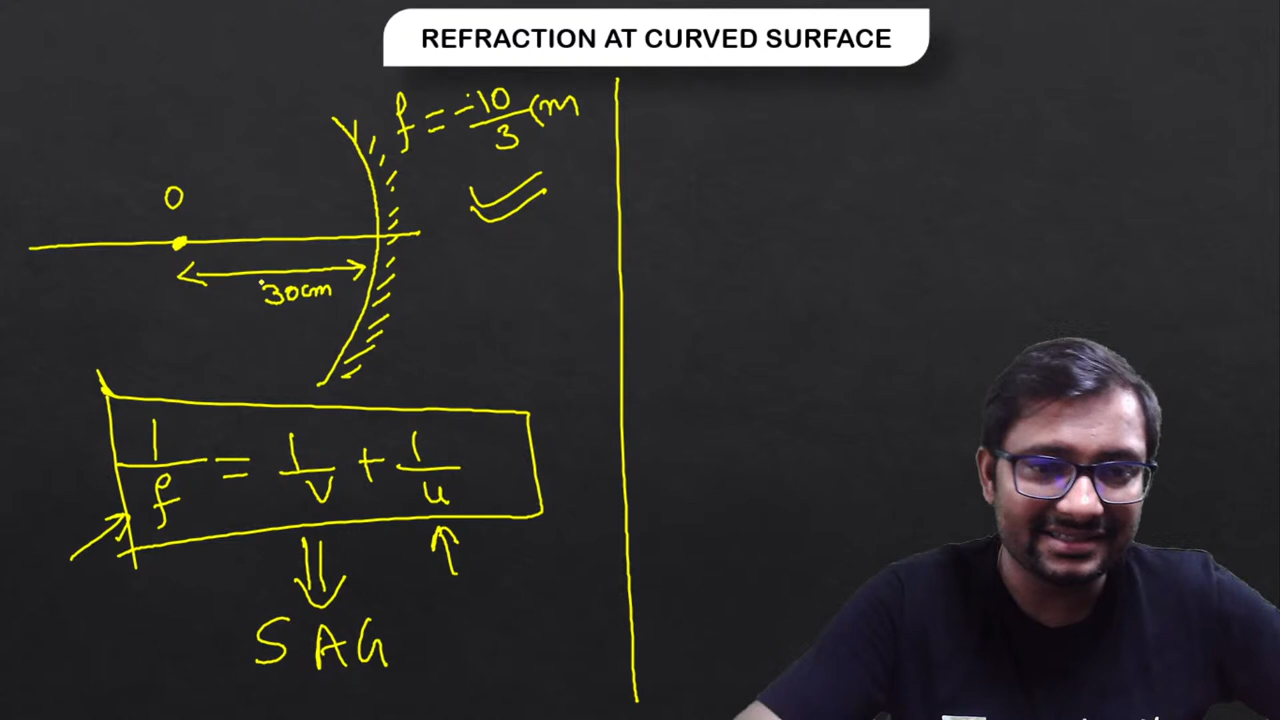 REFRACTION AT CURVED SURFACE
f = -10/3 cm
O
30cm
1/f = 1/v + 1/u
SAG